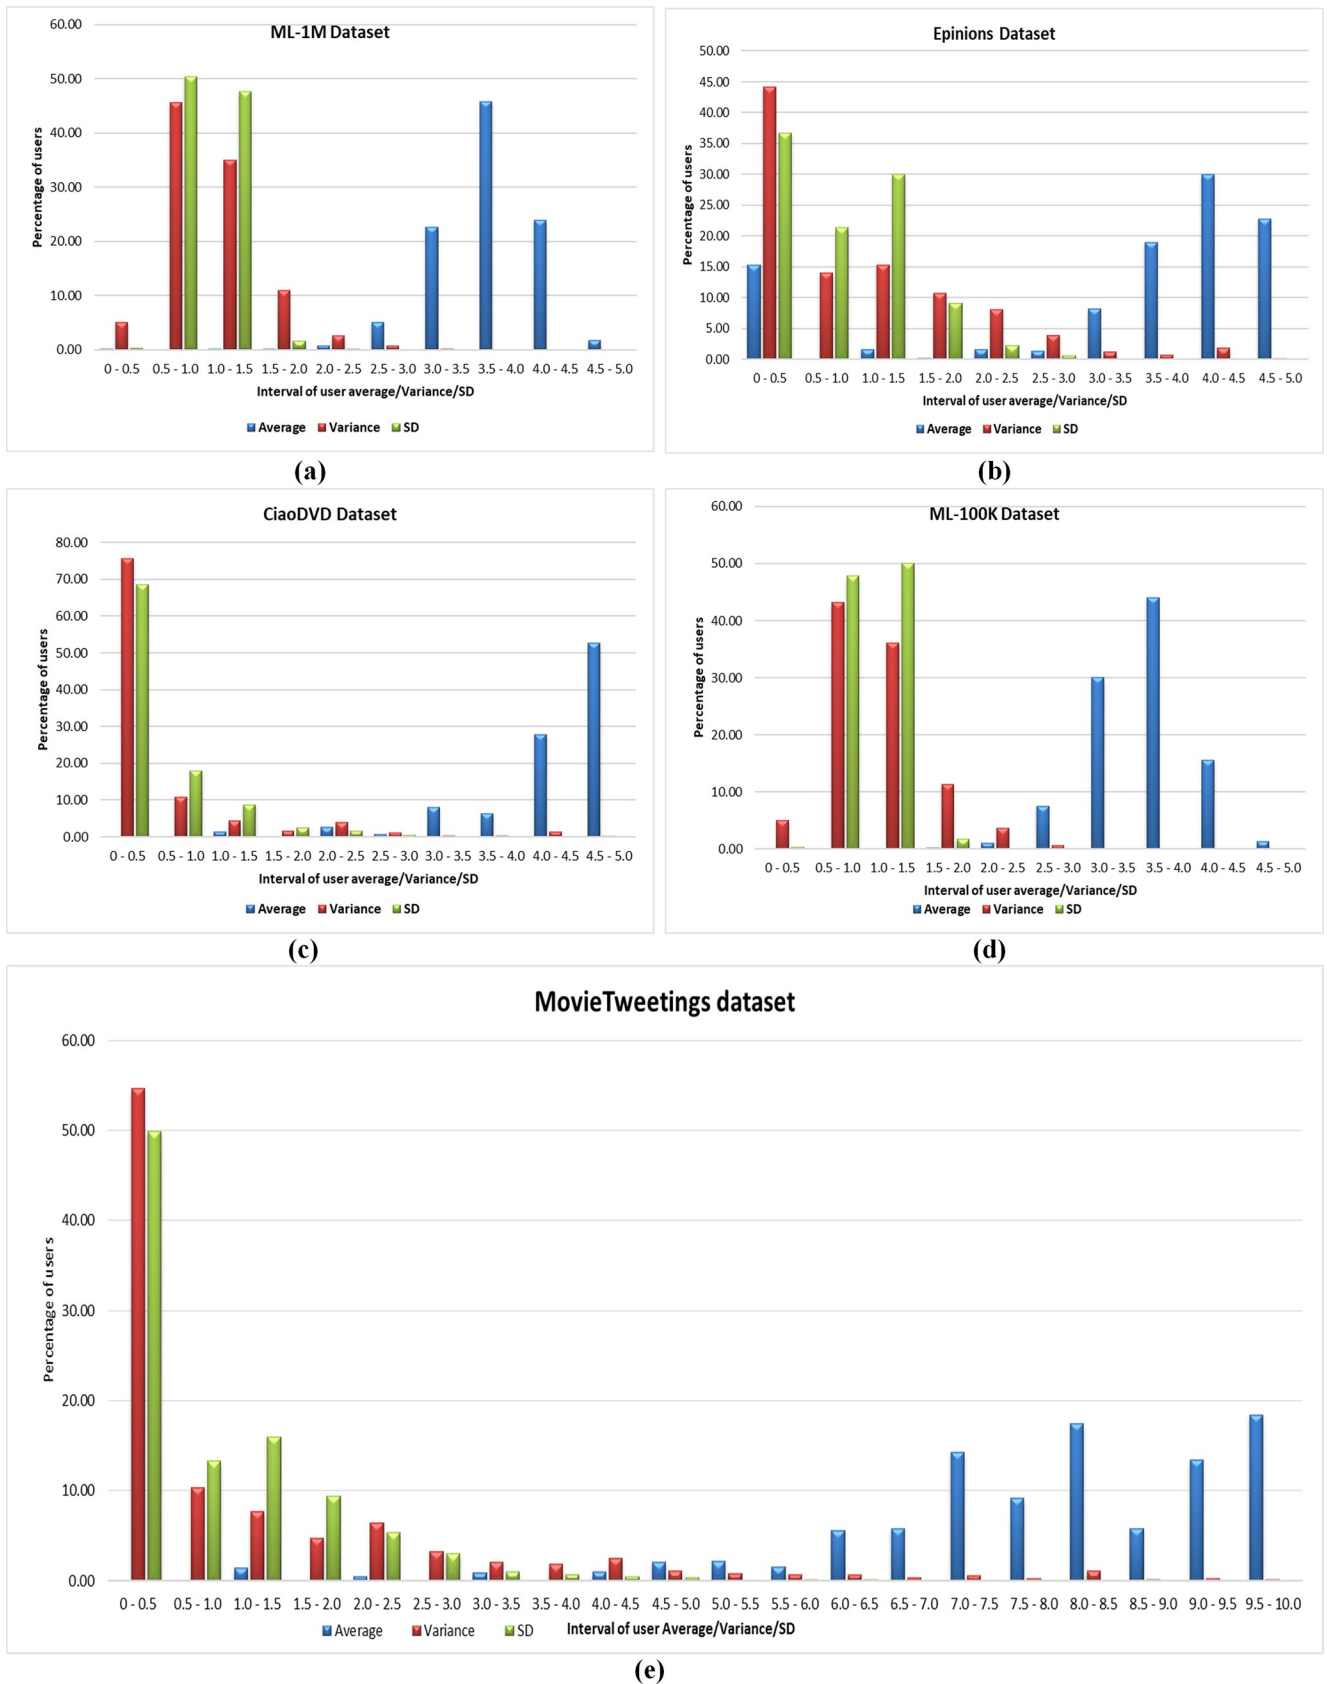 ML-1M Dataset
60.00
50.00
40.00
30.00
20.00
10.00
0.00
Percentage of users
0 - 0.5 0.5 - 1.0 1.0 - 1.5 1.5 - 2.0 2.0 - 2.5 2.5 - 3.0 3.0 - 3.5 3.5 - 4.0 4.0 - 4.5 4.5 - 5.0
Interval of user average/Variance/SD
Average Variance SD
(a)
Epinions Dataset
50.00
45.00
40.00
35.00
30.00
25.00
20.00
15.00
10.00
5.00
0.00
Percentage of users
0 - 0.5 0.5 - 1.0 1.0 - 1.5 1.5 - 2.0 2.0 - 2.5 2.5 - 3.0 3.0 - 3.5 3.5 - 4.0 4.0 - 4.5 4.5 - 5.0
Interval of user average/Variance/SD
Average Variance SD
(b)
CiaoDVD Dataset
80.00
70.00
60.00
50.00
40.00
30.00
20.00
10.00
0.00
Percentage of users
0 - 0.5 0.5 - 1.0 1.0 - 1.5 1.5 - 2.0 2.0 - 2.5 2.5 - 3.0 3.0 - 3.5 3.5 - 4.0 4.0 - 4.5 4.5 - 5.0
Interval of user average/Variance/SD
Average Variance SD
(c)
ML-100K Dataset
60.00
50.00
40.00
30.00
20.00
10.00
0.00
Percentage of users
0 - 0.5 0.5 - 1.0 1.0 - 1.5 1.5 - 2.0 2.0 - 2.5 2.5 - 3.0 3.0 - 3.5 3.5 - 4.0 4.0 - 4.5 4.5 - 5.0
Interval of user average/Variance/SD
Average Variance SD
(d)
MovieTweetings dataset
60.00
50.00
40.00
30.00
20.00
10.00
0.00
Percentage of users
0 - 0.5 0.5 - 1.0 1.0 - 1.5 1.5 - 2.0 2.0 - 2.5 2.5 - 3.0 3.0 - 3.5 3.5 - 4.0 4.0 - 4.5 4.5 - 5.0 5.0 - 5.5 5.5 - 6.0 6.0 - 6.5 6.5 - 7.0 7.0 - 7.5 7.5 - 8.0 8.0 - 8.5 8.5 - 9.0 9.0 - 9.5 9.5 - 10.0
Average Variance SD Interval of user Average/Variance/SD
(e)